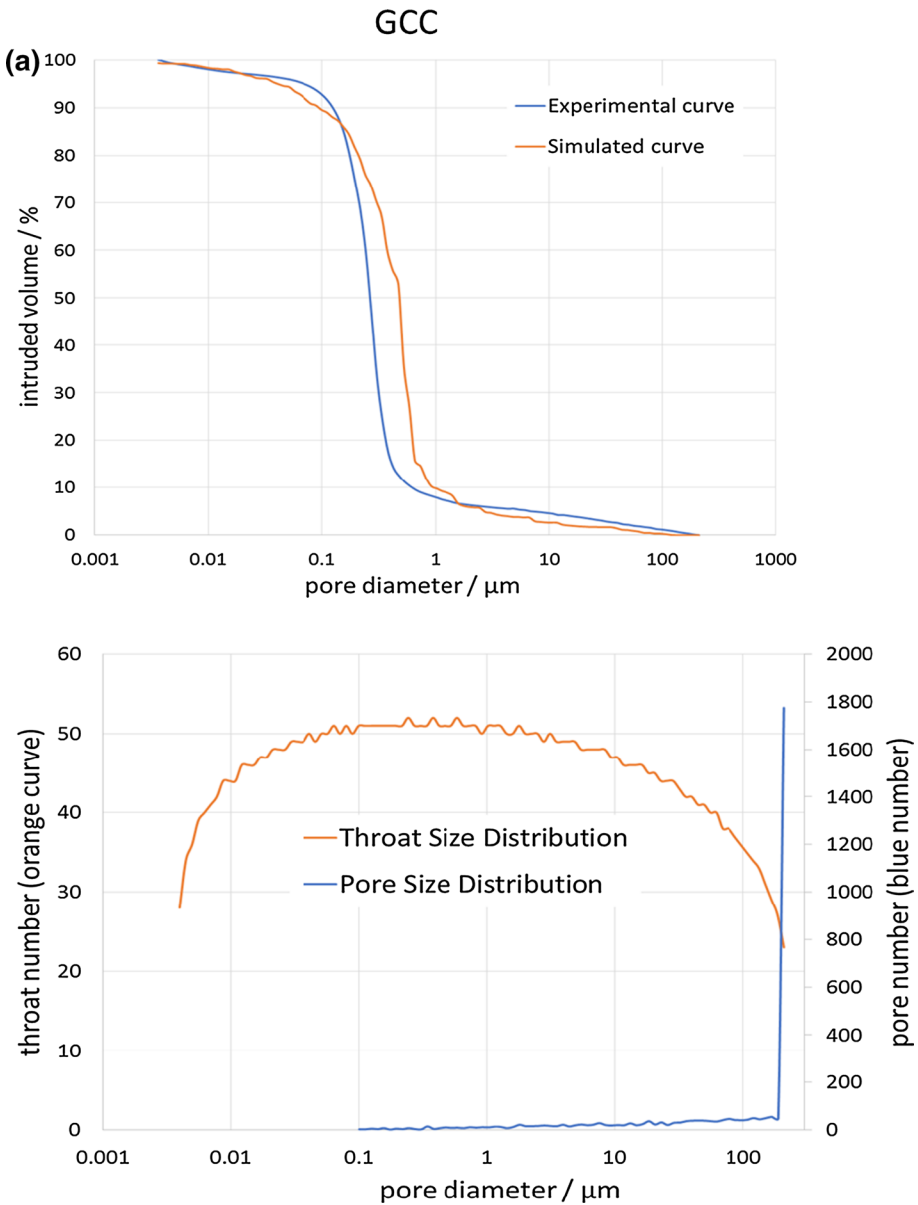 GCC
(a)
100
90
80
70
60
50
40
30
20
10
0
intruded volume / %
Experimental curve
Simulated curve
0.001 0.01 0.1 1 10 100 1000
pore diameter / μm
60
50
40
30
20
10
0
throat number (orange curve)
Throat Size Distribution
Pore Size Distribution
2000
1800
1600
1400
1200
1000
800
600
400
200
0
pore number (blue number)
0.001 0.01 0.1 1 10 100
pore diameter / μm